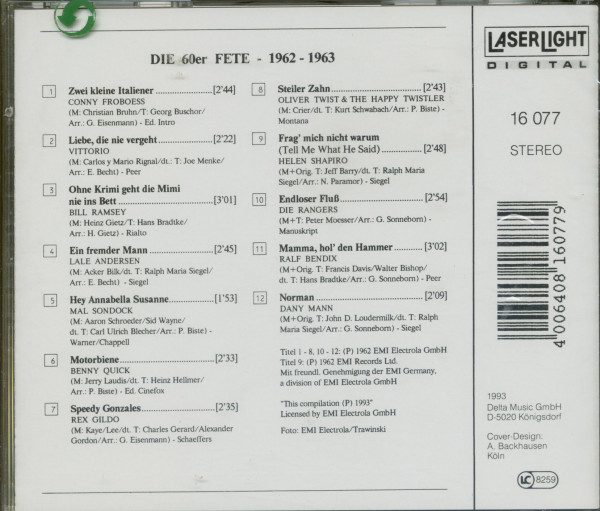 DIE 60er FETE - 1962-1963
1 Zwei kleine Italiener..................[2'44]
CONNY FROBOESS
(M: Christian Bruhn/T: Georg Buschor/
Arr.: G. Eisenmann) - Ed. Intro
2 Liebe, die nie vergeht..................[2'22]
VITTORIO
(M: Carlos y Mario Rignal/dt.: T: Joe Menke/
Arr.: E. Becht) - Peer
3 Ohne Krimi geht die Mimi
nie ins Bett..................[3'01]
BILL RAMSEY
(M: Heinz Gietz/T: Hans Bradtke/
Arr.: H. Gietz) - Rialto
4 Ein fremder Mann..................[2'45]
LALE ANDERSEN
(M: Acker Bilk/dt. T: Ralph Maria Siegel/
Arr.: E. Becht) - Siegel
5 Hey Annabella Susanne..................[1'53]
MAL SONDOCK
(M: Aaron Schroeder/Sid Wayne/
dt. T: Carl Ulrich Blecher/Arr.: P. Biste) -
Warner/Chappell
6 Motorbiene..................[2'33]
BENNY QUICK
(M: Jerry Laudis/dt. T: Heinz Hellmer/
Arr.: P. Biste) - Ed. Cinefox
7 Speedy Gonzales..................[2'35]
REX GILDO
(M: Kaye/Lee/dt. T: Charles Gerard/Alexander
Gordon/Arr.: G. Eisenmann) - Schaeffers
8 Steiler Zahn..................[2'43]
OLIVER TWIST & THE HAPPY TWISTLER
(M: Crier/dt. T: Kurt Schwabach/Arr.: P. Biste) -
Montana
9 Frag' mich nicht warum
(Tell Me What He Said)..................[2'48]
HELEN SHAPIRO
(M+Orig. T: Jeff Barry/dt. T: Ralph Maria
Siegel/Arr.: N. Paramor) - Siegel
10 Endloser Fluß..................[2'54]
DIE RANGERS
(M+T: Peter Moesser/Arr.: G. Sonneborn) -
Manuskript
11 Mamma, hol' den Hammer..................[3'02]
RALF BENDIX
(M+Orig. T: Francis Davis/Walter Bishop/
dt. T: Hans Bradtke/Arr.: G. Sonneborn) - Peer
12 Norman..................[2'09]
DANY MANN
(M+Orig. T: John D. Loudermilk/dt. T: Ralph
Maria Siegel/Arr.: G. Sonneborn) - Siegel
Titel 1 - 8, 10-12: (P) 1962 EMI Electrola GmbH
Titel 9: (P) 1962 EMI Records Ltd.
Mit freundl. Genehmigung der EMI Germany,
a division of EMI Electrola GmbH
"This compilation (P) 1993"
Licensed by EMI Electrola GmbH
Foto: EMI Electrola/Trawinski
LASERLIGHT
DIGITAL
16 077
STEREO
4 006408 160779
1993
Delta Music GmbH
D-5020 Königsdorf
Cover-Design:
A. Backhausen
Köln
LC 8259